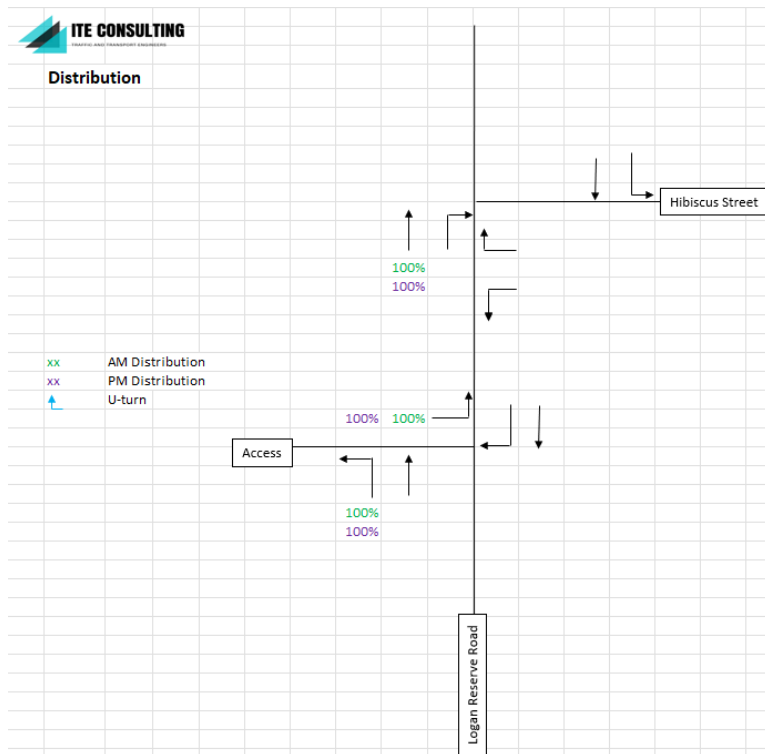 ITE CONSULTING
TRAFFIC AND TRANSPORT ENGINEERS
Distribution
Hibiscus Street
100%
100%
xx AM Distribution
xx PM Distribution
U-turn
100% 100%
Access
100%
100%
Logan Reserve Road